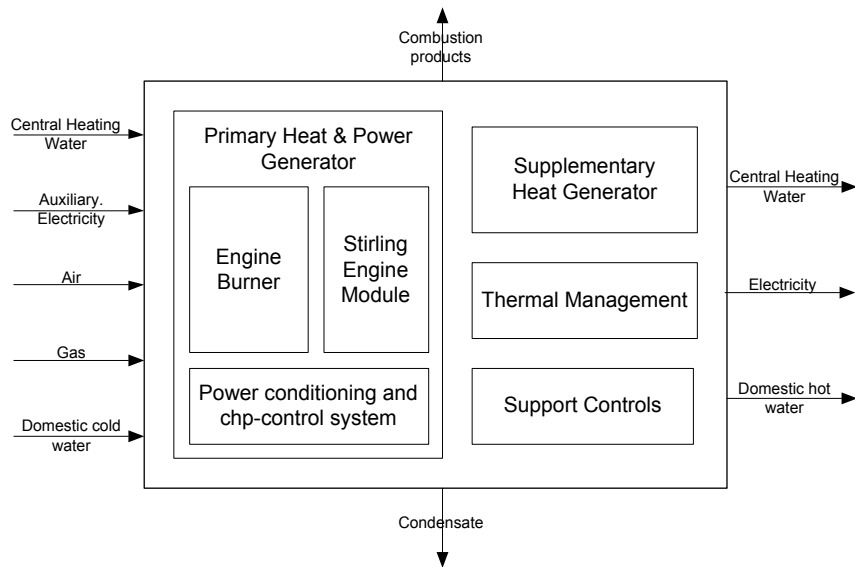 Combustion
products
Central Heating
Water
Auxiliary.
Electricity
Air
Gas
Domestic cold
water
Primary Heat & Power
Generator
Engine
Burner
Stirling
Engine
Module
Power conditioning and
chp-control system
Supplementary
Heat Generator
Thermal Management
Support Controls
Central Heating
Water
Electricity
Domestic hot
water
Condensate